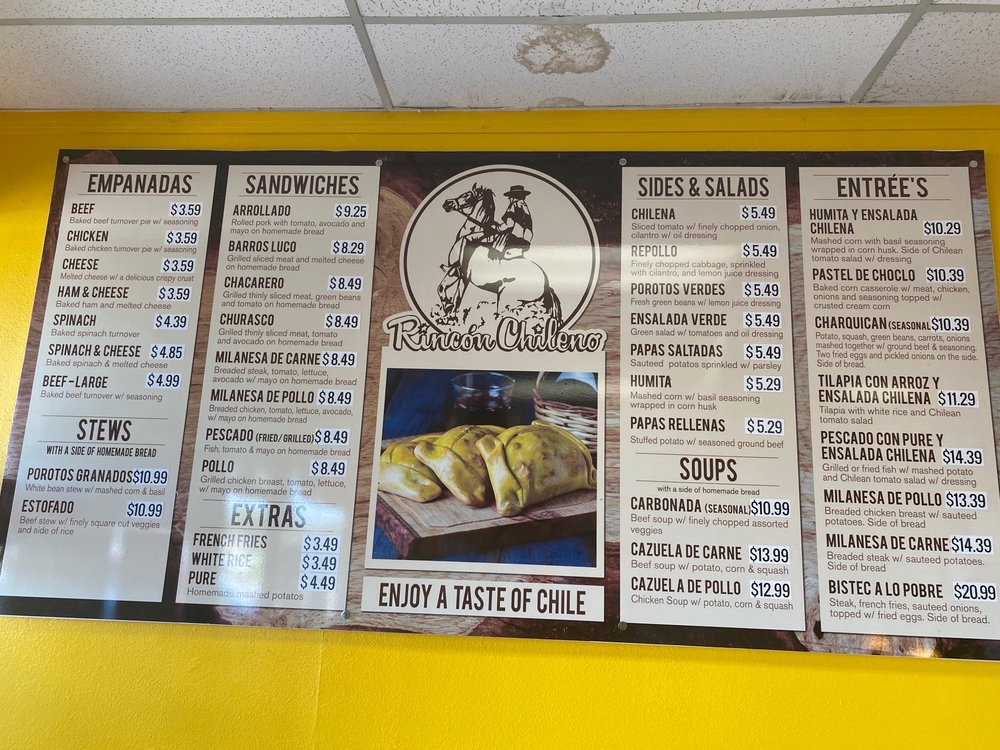 EMPANADAS
BEEF $3.59
Baked beef turnover pie w/ seasoning
CHICKEN $3.59
Baked chicken turnover pie w/ seasoning
CHEESE $3.59
Melted cheese w/ a delicious crispy crust
HAM & CHEESE $3.59
Baked ham and melted cheese
SPINACH $4.39
Baked spinach turnover
SPINACH & CHEESE $4.85
Baked spinach & melted cheese
BEEF-LARGE $4.99
Baked beef turnover w/ seasoning
STEWS
WITH A SIDE OF HOMEMADE BREAD
POROTOS GRANADOS $10.99
White bean stew w/ mashed corn & basil
ESTOFADO $10.99
Beef stew w/ finely square cut veggies
and side of rice
SANDWICHES
ARROLLADO $9.25
Rolled pork with tomato, avocado and
mayo on homemade bread
BARROS LUCO $8.29
Grilled sliced meat and melted cheese
on homemade bread
CHACARERO $8.49
Grilled thinly sliced meat, green beans
and tomato on homemade bread
CHURASCO $8.49
Grilled thinly sliced meat, tomato
and avocado on homemade bread
MILANESA DE CARNE $8.49
Breaded steak, tomato, lettuce,
avocado w/ mayo on homemade bread
MILANESA DE POLLO $8.49
Breaded chicken, tomato, lettuce, avocado,
w/ mayo on homemade bread
PESCADO (FRIED/GRILLED) $8.49
Fish, tomato & mayo on homemade bread
POLLO $8.49
Grilled chicken breast, tomato, lettuce,
w/ mayo on homemade bread
EXTRAS
FRENCH FRIES $3.49
WHITE RICE $3.49
PURE $4.49
Homemade mashed potatos
Rincón Chileno
ENJOY A TASTE OF CHILE
SIDES & SALADS
CHILENA $5.49
Sliced tomato w/ finely chopped onion,
cilantro w/ oil dressing
REPOLLO $5.49
Finely chopped cabbage, sprinkled
with cilantro, and lemon juice dressing
POROTOS VERDES $5.49
Fresh green beans w/ lemon juice dressing
ENSALADA VERDE $5.49
Green salad w/ tomatoes and oil dressing
PAPAS SALTADAS $5.49
Sauteed potatos sprinkled w/ parsley
HUMITA $5.29
Mashed corn w/ basil seasoning
wrapped in corn husk
PAPAS RELLENAS $5.29
Stuffed potato w/ seasoned ground beef
SOUPS
with a side of homemade bread
CARBONADA (SEASONAL) $10.99
Beef soup w/ finely chopped assorted
veggies
CAZUELA DE CARNE $13.99
Beef soup w/ potato, corn & squash
CAZUELA DE POLLO $12.99
Chicken Soup w/ potato, corn & squash
ENTRÉE'S
HUMITA Y ENSALADA
CHILENA $10.29
Mashed corn with basil seasoning
wrapped in corn husk. Side of Chilean
tomato salad w/ dressing
PASTEL DE CHOCLO $10.39
Baked corn casserole w/ meat, chicken,
onions and seasoning topped w/
crusted cream corn
CHARQUICAN (SEASONAL) $10.39
Potato, squash, green beans, carrots, onions
mashed together w/ ground beef & seasoning.
Two fried eggs and pickled onions on the side.
Side of bread.
TILAPIA CON ARROZ Y
ENSALADA CHILENA $11.29
Tilapia with white rice and Chilean
tomato salad
PESCADO CON PURE Y
ENSALADA CHILENA $14.39
Grilled or fried fish w/ mashed potato
and Chilean tomato salad w/ dressing
MILANESA DE POLLO $13.39
Breaded chicken breast w/ sauteed
potatoes. Side of bread
MILANESA DE CARNE $14.39
Breaded steak w/ sauteed potatoes.
Side of bread
BISTEC A LO POBRE $20.99
Steak, french fries, sauteed onions,
topped w/ fried eggs. Side of bread.